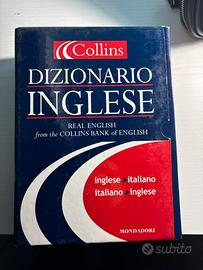 Collins
DIZIONARIO
INGLESE
REAL ENGLISH
from the COLLINS BANK of ENGLISH
inglese • italiano
italiano • inglese
MONDADORI
subito